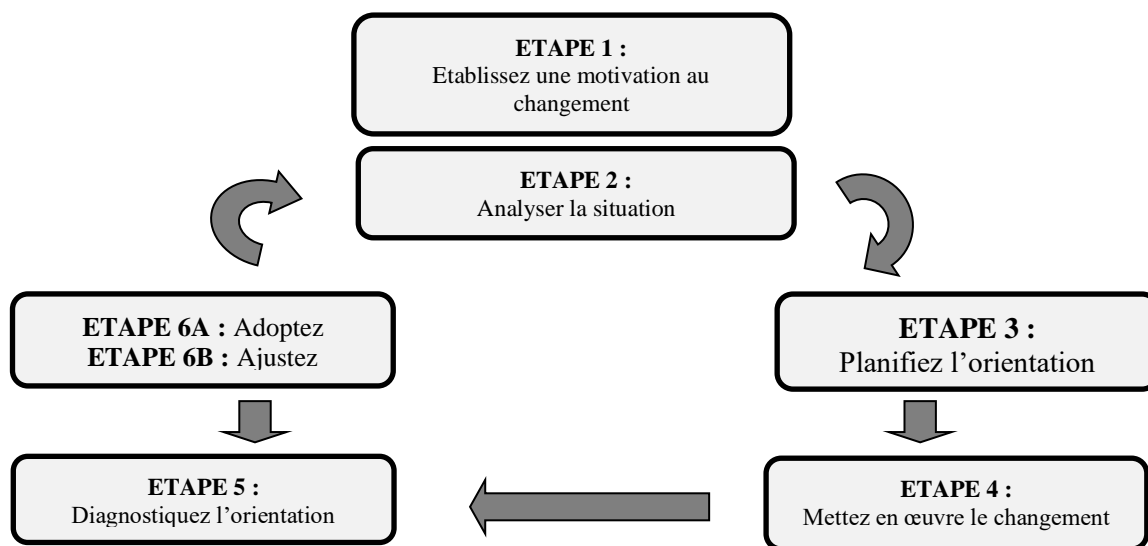 ETAPE 1 :
Etablissez une motivation au
changement
ETAPE 2 :
Analyser la situation
ETAPE 6A : Adoptez
ETAPE 6B : Ajustez
ETAPE 3 :
Planifiez l’orientation
ETAPE 5 :
Diagnostiquez l’orientation
ETAPE 4 :
Mettez en œuvre le changement